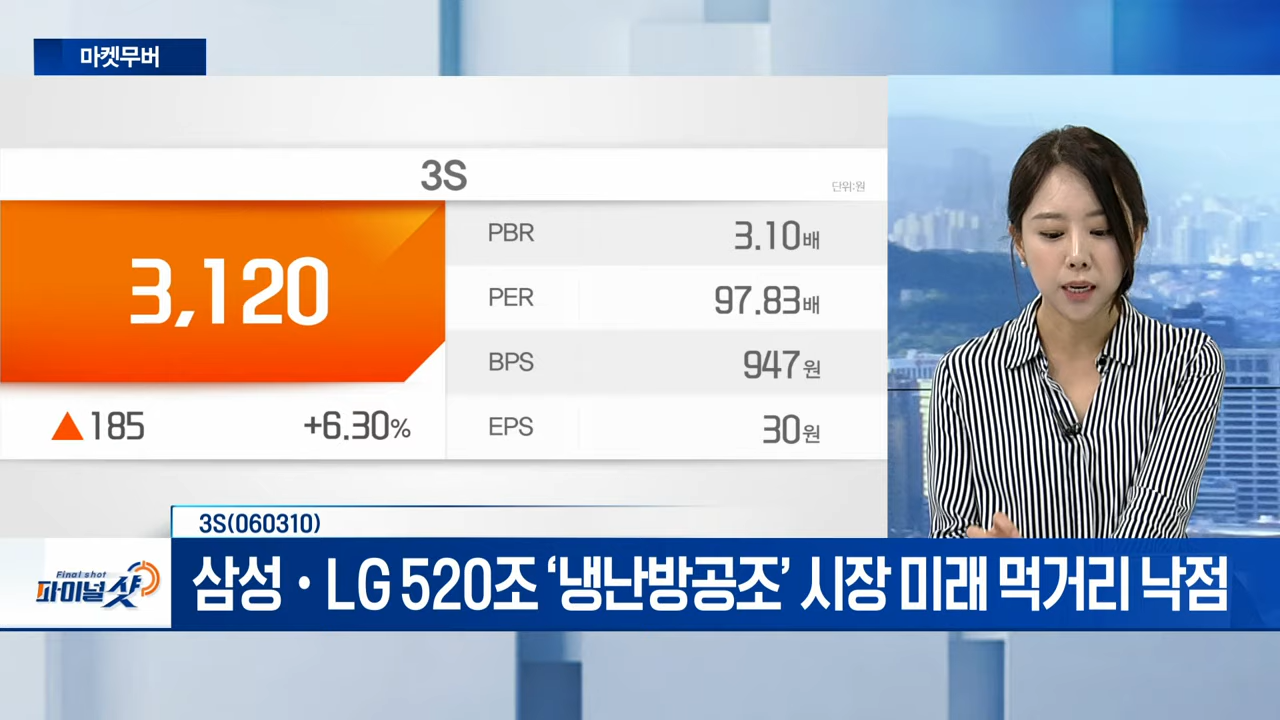 마켓무버
3S
단위:원
3,120
▲185 +6.30%
PBR 3.10배
PER 97.83배
BPS 947원
EPS 30원
3S(060310)
Final shot
파이널샷
삼성·LG 520조 ‘냉난방공조’ 시장 미래 먹거리 낙점